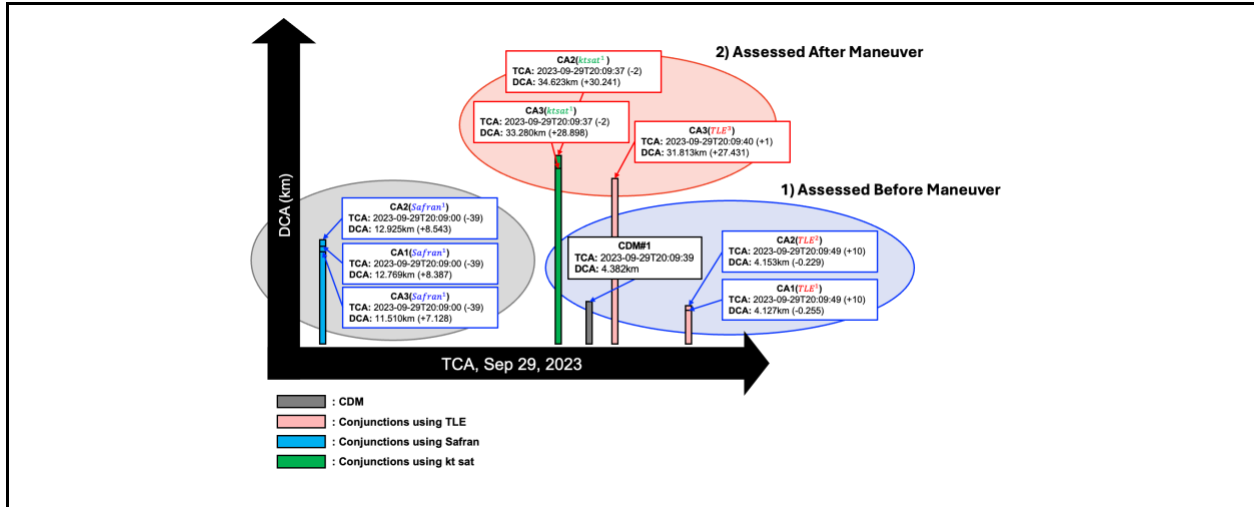 2) Assessed After Maneuver
CA2(ktsat¹)
TCA: 2023-09-29T20:09:37 (-2)
DCA: 34.623km (+30.241)
CA3(ktsat¹)
TCA: 2023-09-29T20:09:37 (-2)
DCA: 33.280km (+28.898)
CA3(TLE³)
TCA: 2023-09-29T20:09:40 (+1)
DCA: 31.813km (+27.431)
1) Assessed Before Maneuver
DCA (km)
CA2(Safran¹)
TCA: 2023-09-29T20:09:00 (-39)
DCA: 12.925km (+8.543)
CA1(Safran¹)
TCA: 2023-09-29T20:09:00 (-39)
DCA: 12.769km (+8.387)
CA3(Safran¹)
TCA: 2023-09-29T20:09:00 (-39)
DCA: 11.510km (+7.128)
CDM#1
TCA: 2023-09-29T20:09:39
DCA: 4.382km
CA2(TLE²)
TCA: 2023-09-29T20:09:49 (+10)
DCA: 4.153km (-0.229)
CA1(TLE¹)
TCA: 2023-09-29T20:09:49 (+10)
DCA: 4.127km (-0.255)
TCA, Sep 29, 2023
: CDM
: Conjunctions using TLE
: Conjunctions using Safran
: Conjunctions using kt sat